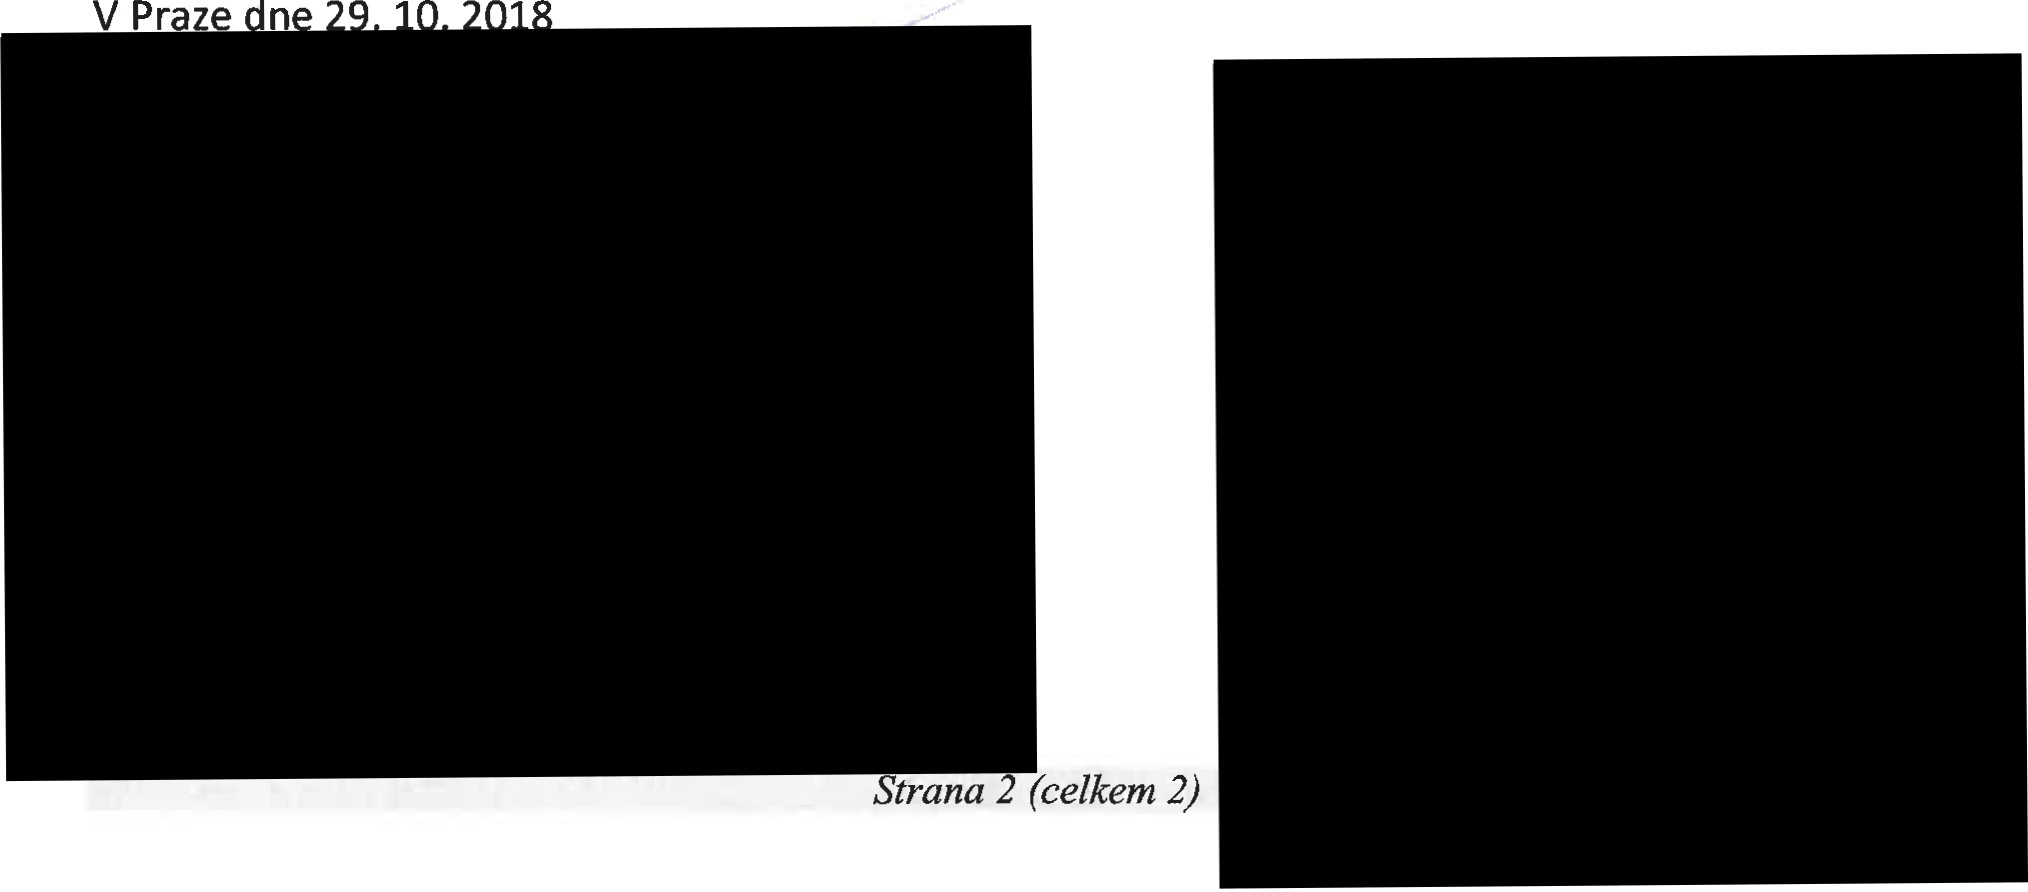 V Praze dne 29. 10. 2018
Strana 2 (celkem 2)